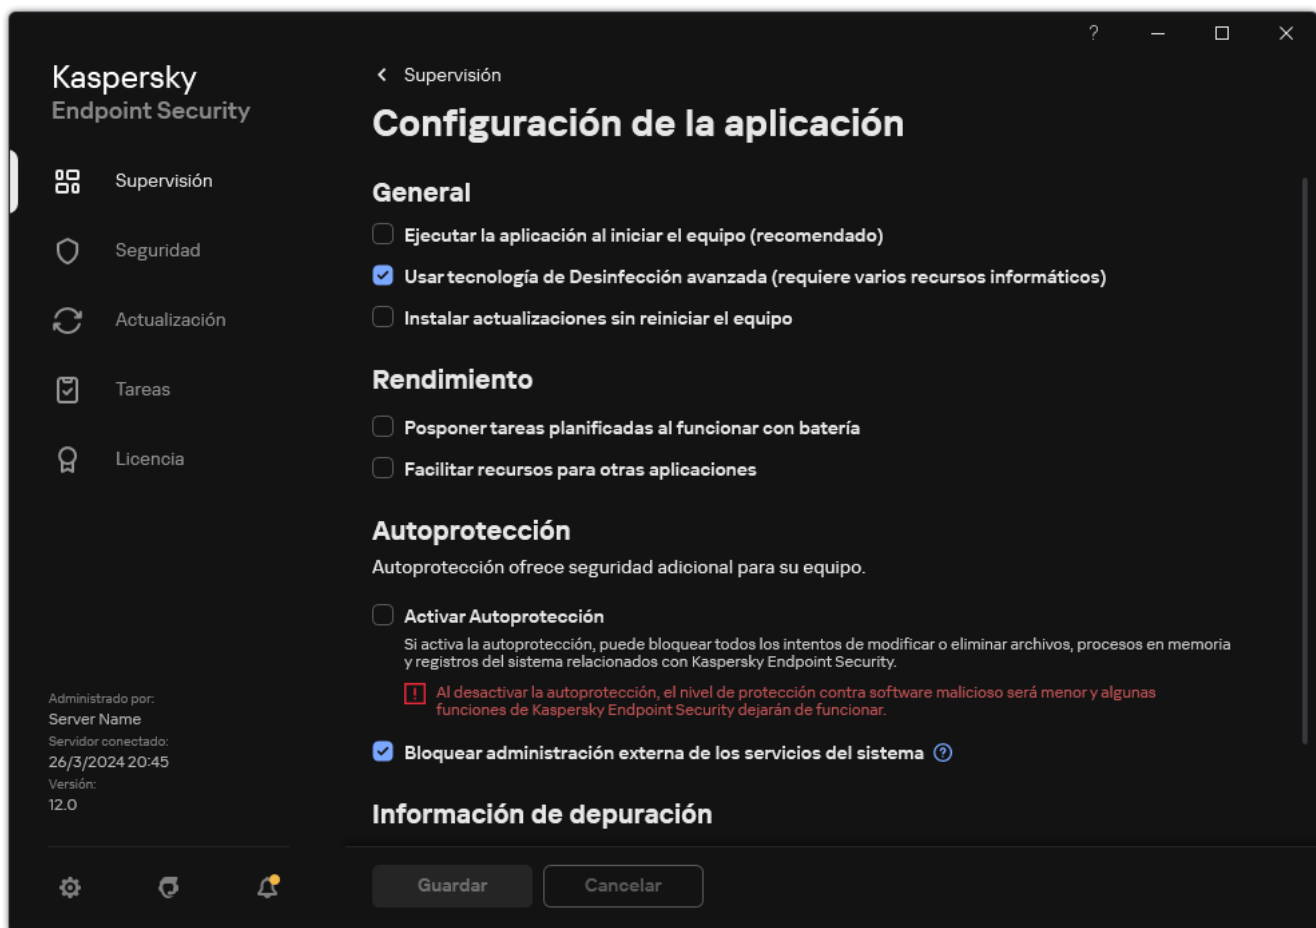 ?
Kaspersky
Endpoint Security
Supervisión
Seguridad
Actualización
Tareas
Licencia
Administrado por:
Server Name
Servidor conectado:
26/3/2024 20:45
Versión:
12.0
Supervisión
Configuración de la aplicación
General
Ejecutar la aplicación al iniciar el equipo (recomendado)
Usar tecnología de Desinfección avanzada (requiere varios recursos informáticos)
Instalar actualizaciones sin reiniciar el equipo
Rendimiento
Posponer tareas planificadas al funcionar con batería
Facilitar recursos para otras aplicaciones
Autoprotección
Autoprotección ofrece seguridad adicional para su equipo.
Activar Autoprotección
Si activa la autoprotección, puede bloquear todos los intentos de modificar o eliminar archivos, procesos en memoria
y registros del sistema relacionados con Kaspersky Endpoint Security.
! Al desactivar la autoprotección, el nivel de protección contra software malicioso será menor y algunas
funciones de Kaspersky Endpoint Security dejarán de funcionar.
Bloquear administración externa de los servicios del sistema ?
Información de depuración
Guardar
Cancelar